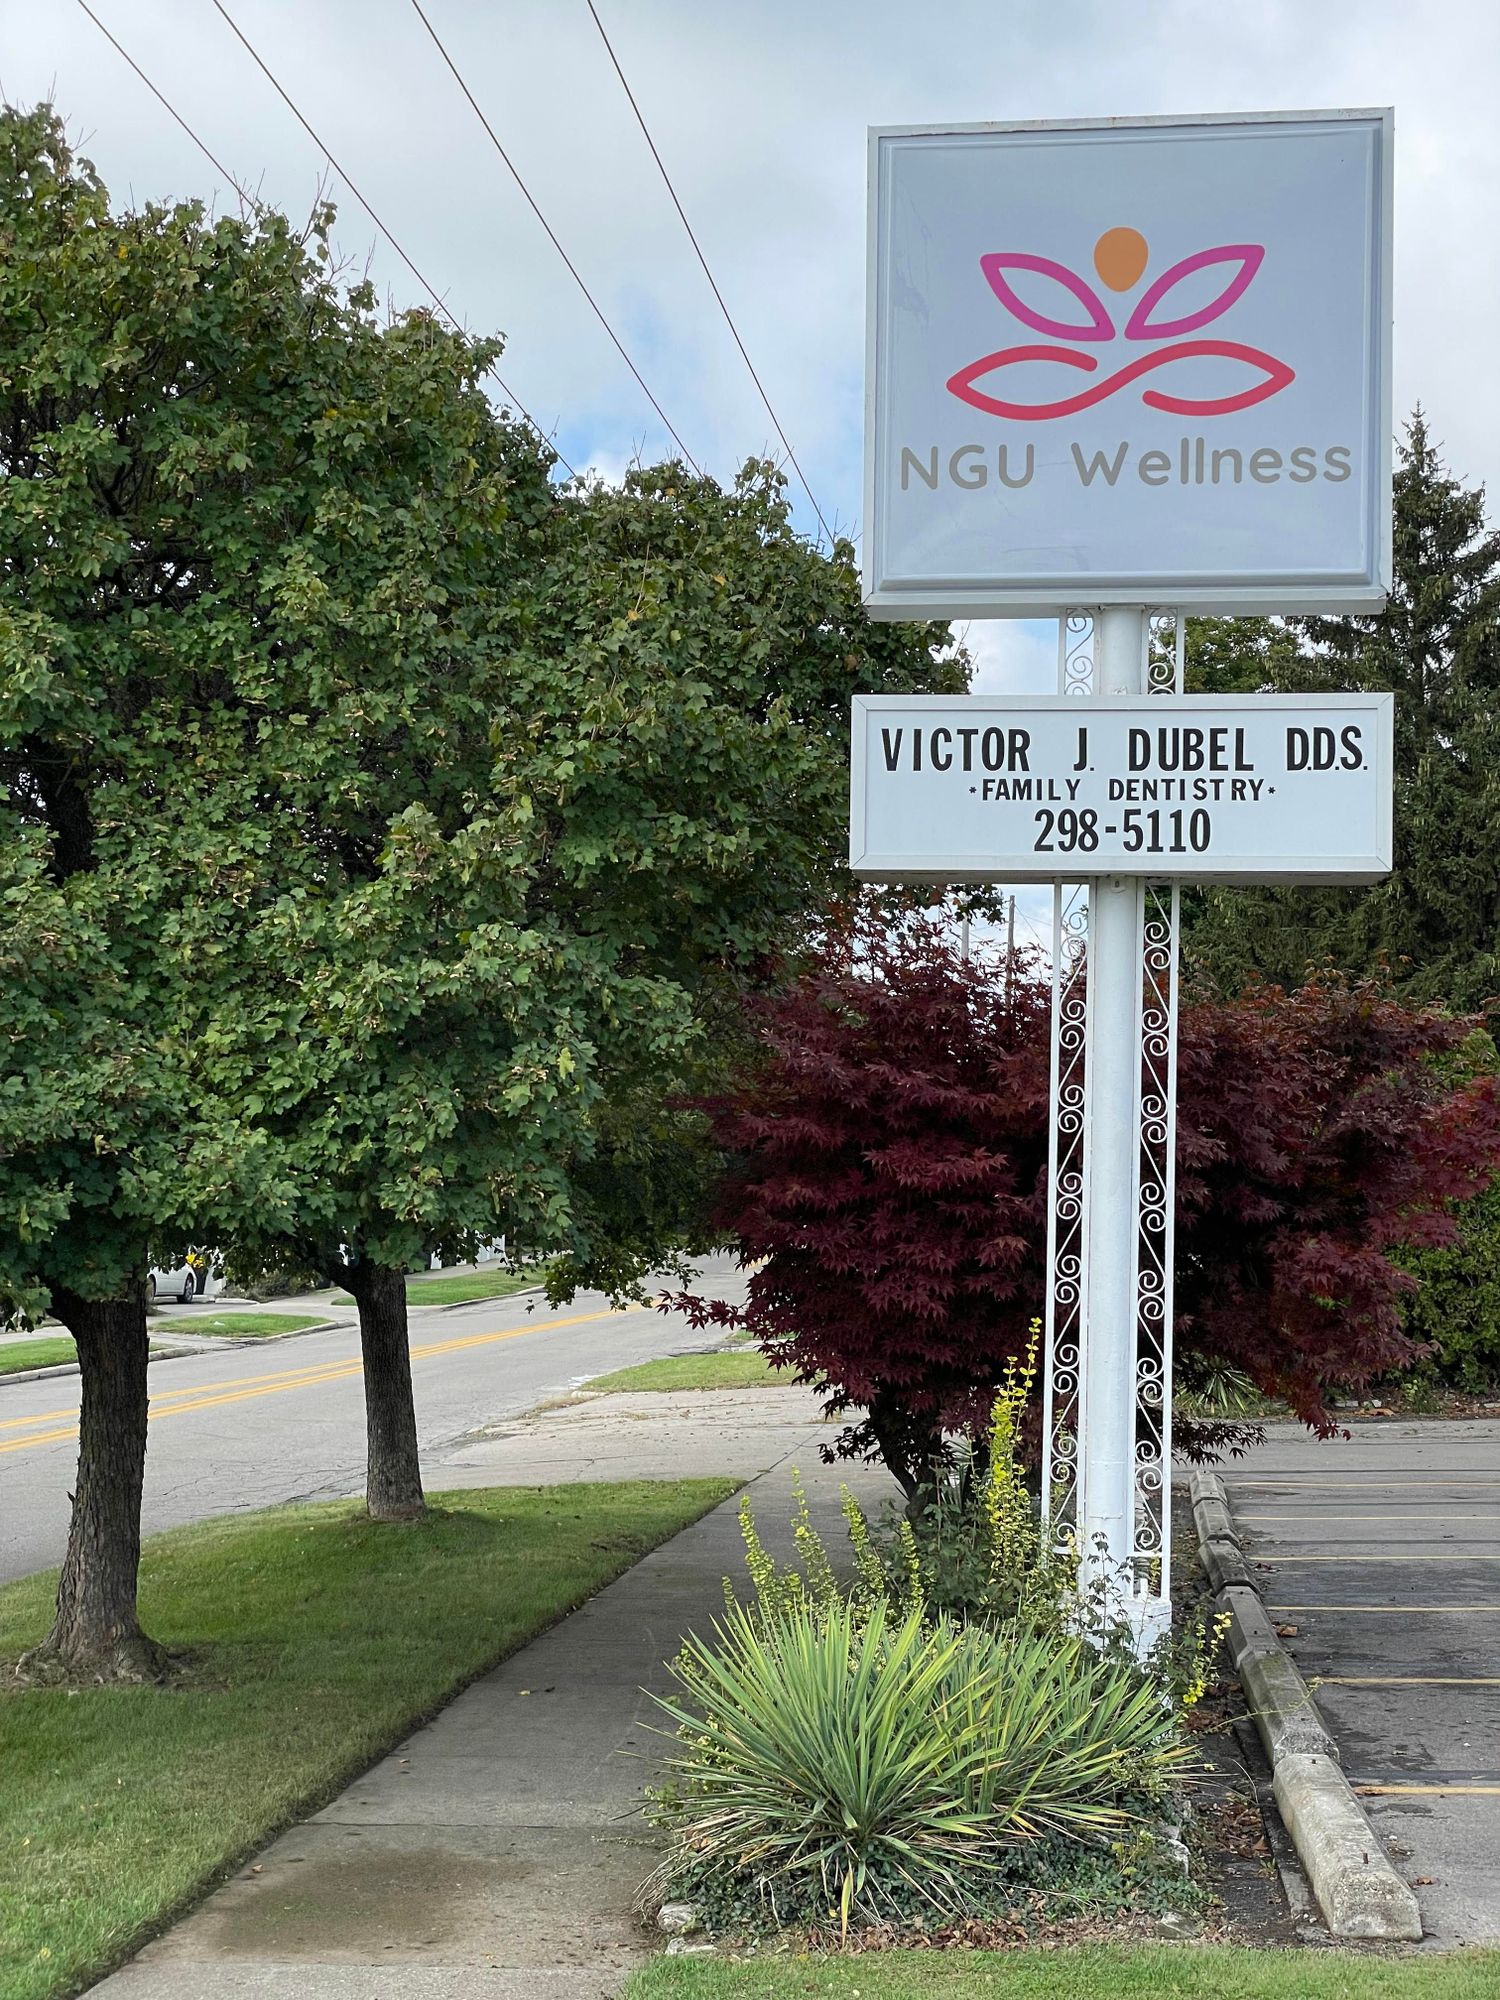 NGU Wellness
VICTOR J. DUBEL D.D.S.
*FAMILY DENTISTRY*
298-5110